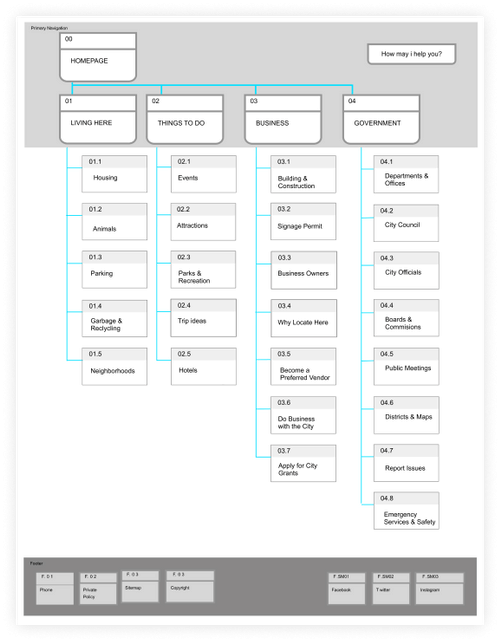 Primary Navigation
00
HOMEPAGE
How may i help you?
01
LIVING HERE
02
THINGS TO DO
03
BUSINESS
04
GOVERNMENT
01.1
Housing
01.2
Animals
01.3
Parking
01.4
Garbage &
Reclycling
01.5
Neighborhoods
02.1
Events
02.2
Attractions
02.3
Parks &
Recreation
02.4
Trip ideas
02.5
Hotels
03.1
Building &
Construction
03.2
Signage Permit
03.3
Business Owners
03.4
Why Locate Here
03.5
Become a
Preferred Vendor
03.6
Do Business
with the City
03.7
Apply for City
Grants
04.1
Departments &
Offices
04.2
City Council
04.3
City Officials
04.4
Boards &
Commisions
04.5
Public Meetings
04.6
Districts & Maps
04.7
Report Issues
04.8
Emergency
Services & Safety
Footer
F. 0 1
Phone
F. 0 2
Private
Policy
F. 0 3
Sitemap
F. 0 3
Copyright
F.SM01
Facebook
F.SM02
Twitter
F.SM03
Instagram